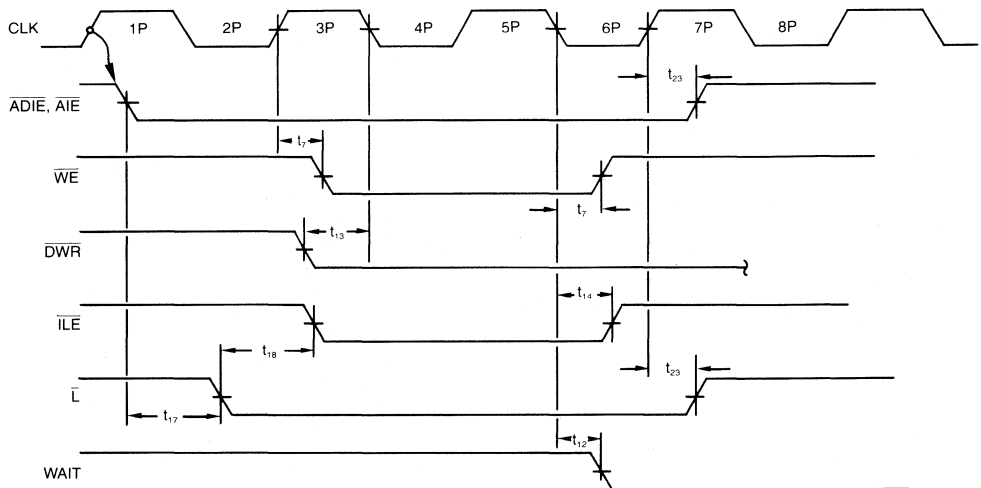 CLK 1P 2P 3P 4P 5P 6P 7P 8P
t23
ADIE, AIE
t7
WE
t7
t13
DWR
t14
ILE
t18
t23
L
t17
t12
WAIT